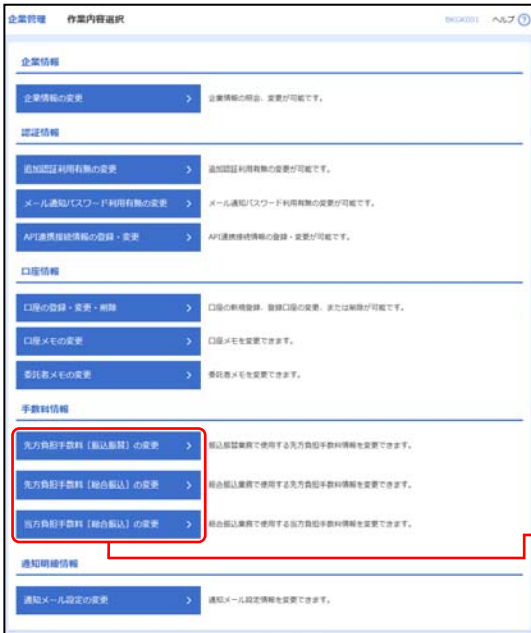 企業管理 作業内容選択 BKGK001 ヘルプ ?
企業情報
企業情報の変更 企業情報の照会、変更が可能です。
認証情報
追加認証利用有無の変更 追加認証利用有無の変更が可能です。
メール通知パスワード利用有無の変更 メール通知パスワード利用有無の変更が可能です。
API連携接続情報の登録・変更 API連携接続情報の登録・変更が可能です。
口座情報
口座の登録・変更・削除 口座の新規登録、登録口座の変更、または削除が可能です。
口座メモの変更 口座メモを変更できます。
委託者メモの変更 委託者メモを変更できます。
手数料情報
先方負担手数料［振込振替］の変更 振込振替業務で使用する先方負担手数料情報を変更できます。
先方負担手数料［総合振込］の変更 総合振込業務で使用する先方負担手数料情報を変更できます。
当方負担手数料［総合振込］の変更 総合振込業務で使用する当方負担手数料情報を変更できます。
通知明細情報
通知メール設定の変更 通知メール設定情報を変更できます。